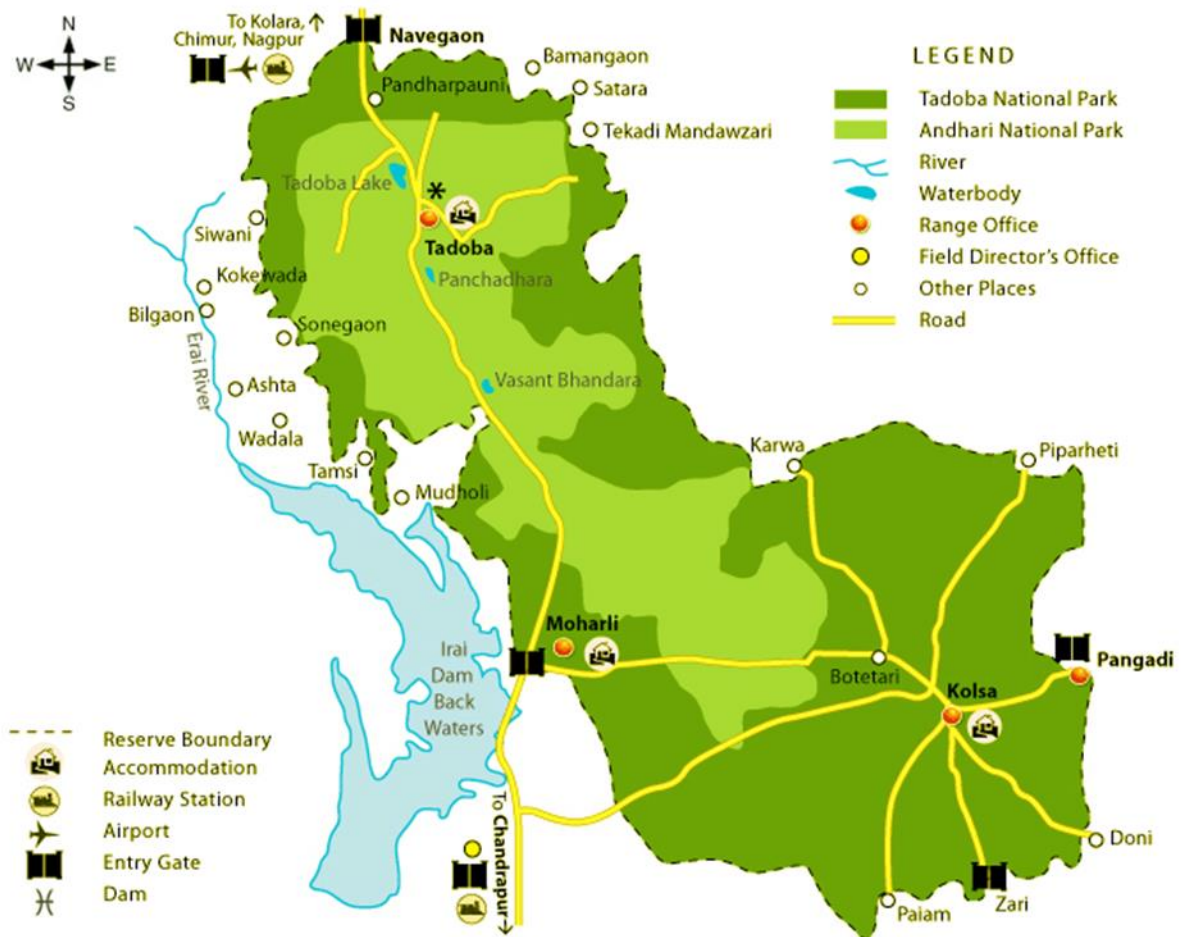 N
W
E
S
To Kolara,
Chimur, Nagpur
Navegaon
Bamangaon
Satara
Tekadi Mandawzari
Pandharpauni
Tadoba Lake
Siwani
Tadoba
Kokewada
Panchadhara
Bilgaon
Sonegaon
Erai River
Ashta
Vasant Bhandara
Wadala
Tamsi
Mudholi
Karwa
Piparheti
Moharli
Irai
Dam
Back
Waters
Botetari
Pangadi
Kolsa
To Chandrapur
Doni
Paiam
Zari
LEGEND
Tadoba National Park
Andhari National Park
River
Waterbody
Range Office
Field Director's Office
Other Places
Road
Reserve Boundary
Accommodation
Railway Station
Airport
Entry Gate
Dam